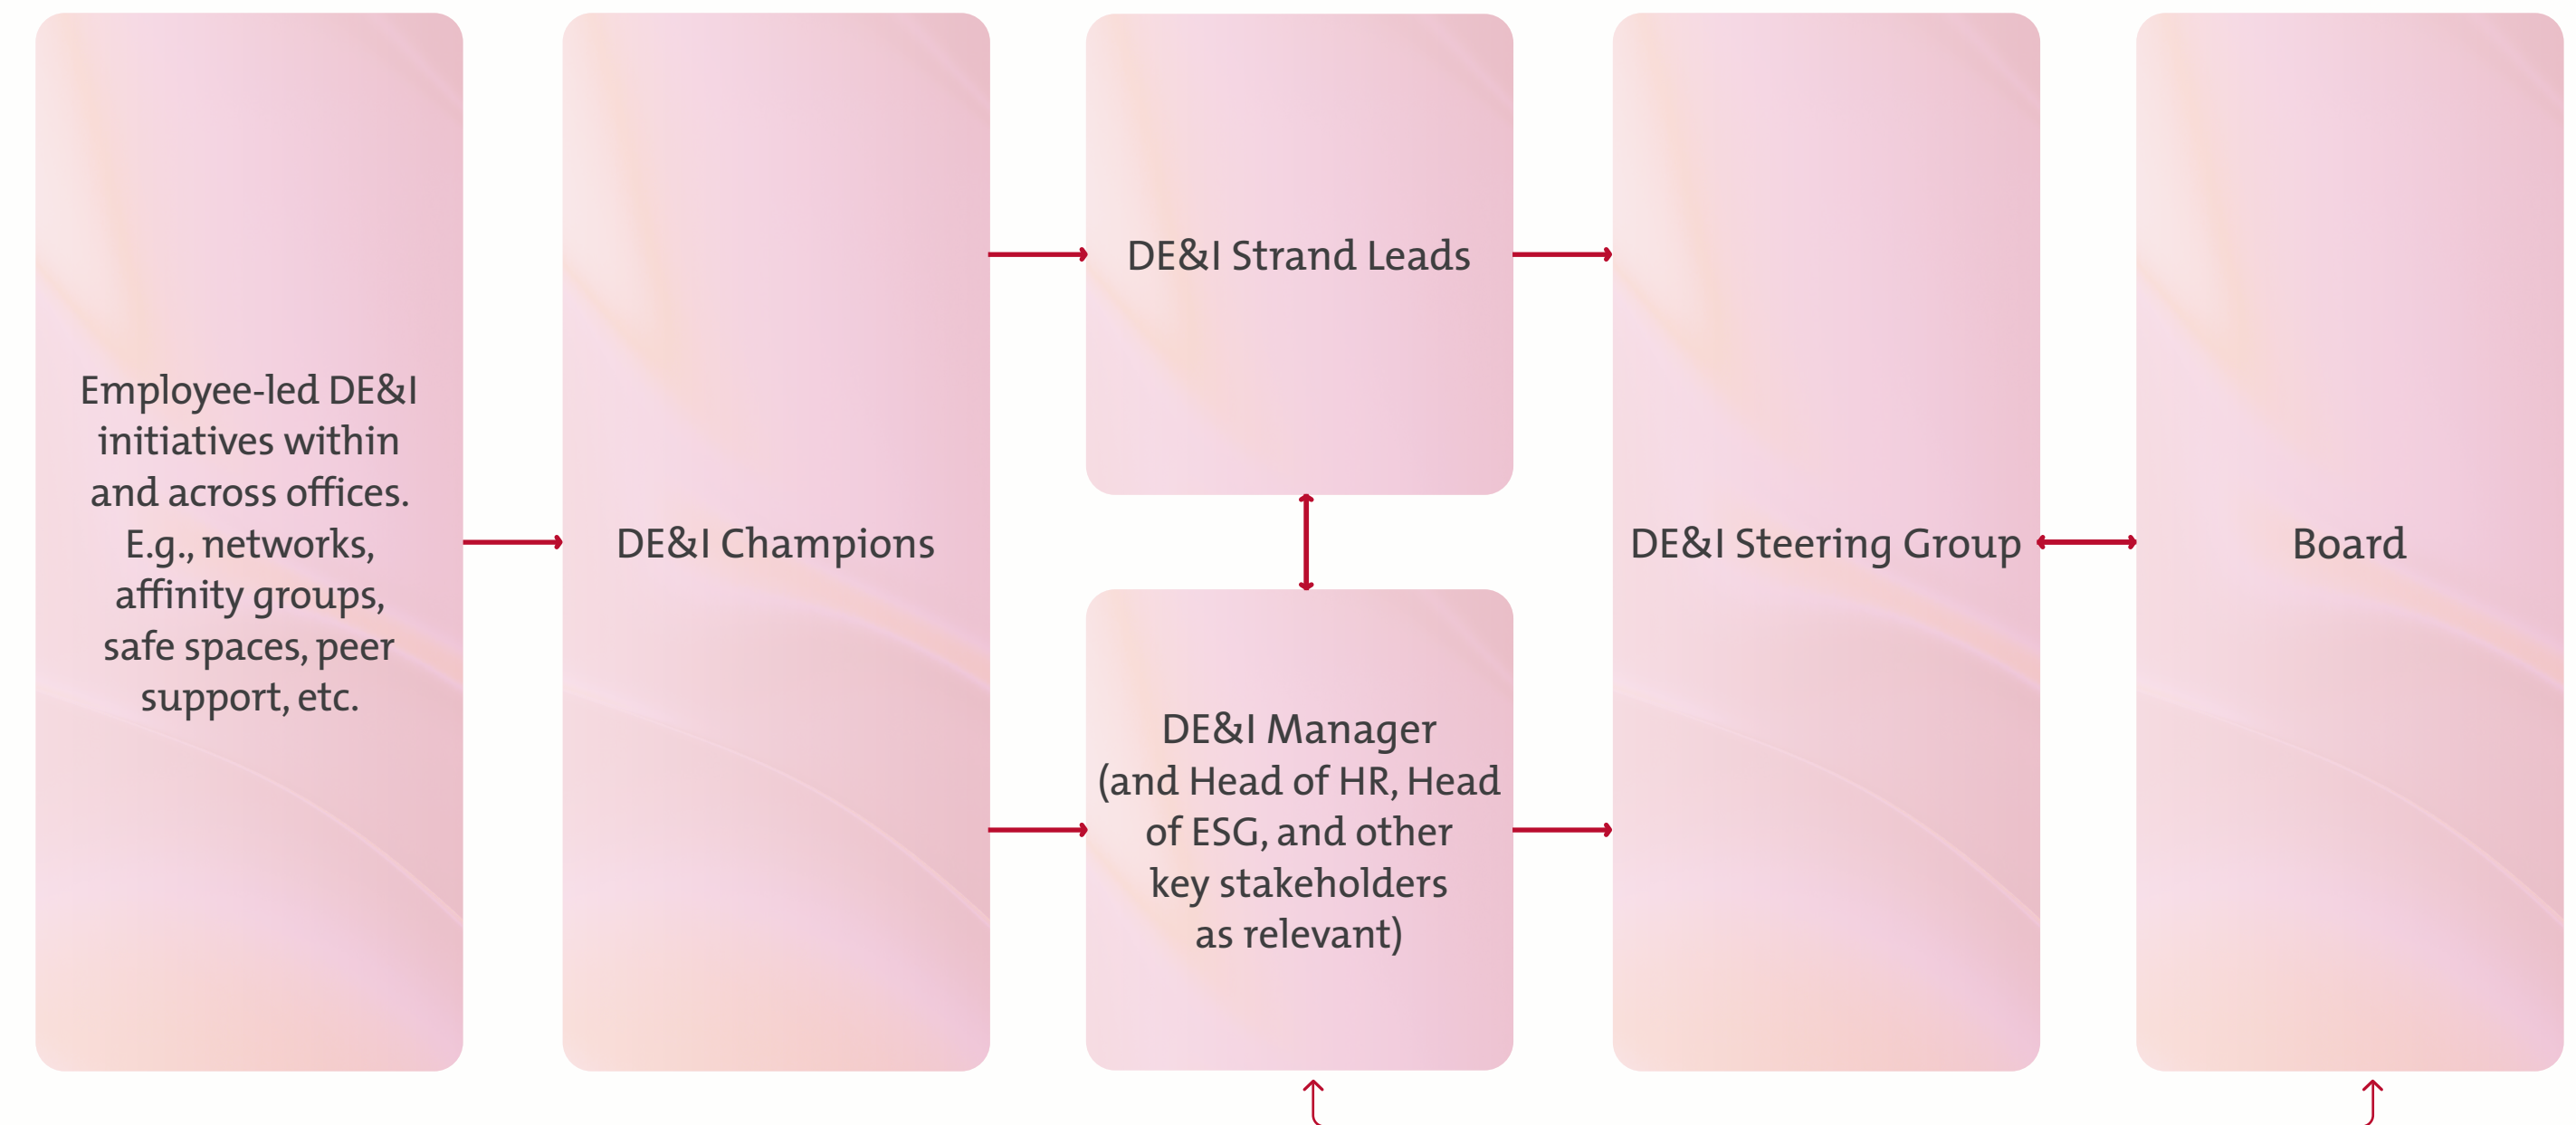 Employee-led DE&I
initiatives within
and across offices.
E.g., networks,
affinity groups,
safe spaces, peer
support, etc.
DE&I Champions
DE&I Strand Leads
DE&I Manager
(and Head of HR, Head
of ESG, and other
key stakeholders
as relevant)
DE&I Steering Group
Board